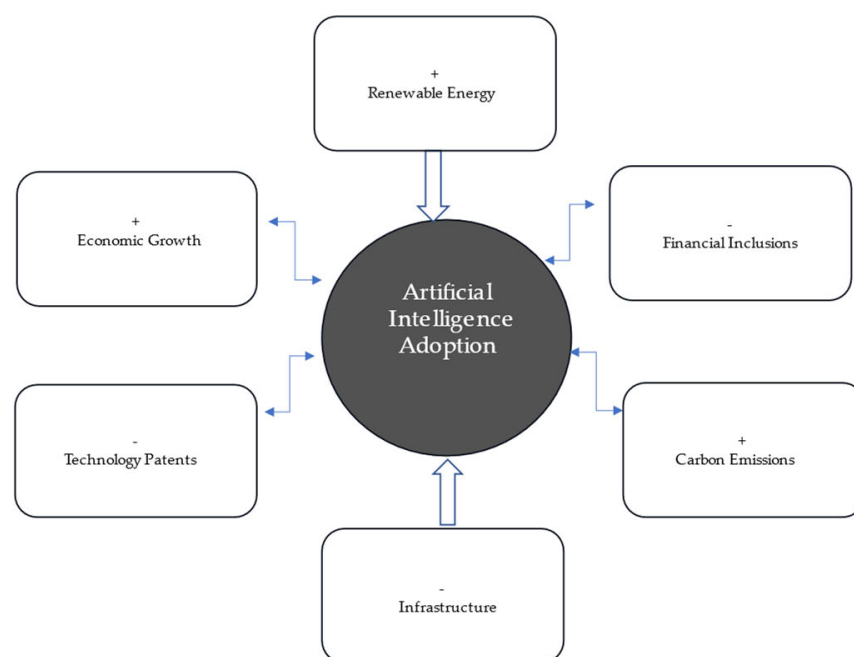 +
Renewable Energy
+
Economic Growth
-
Financial Inclusions
Artificial
Intelligence
Adoption
-
Technology Patents
+
Carbon Emissions
-
Infrastructure